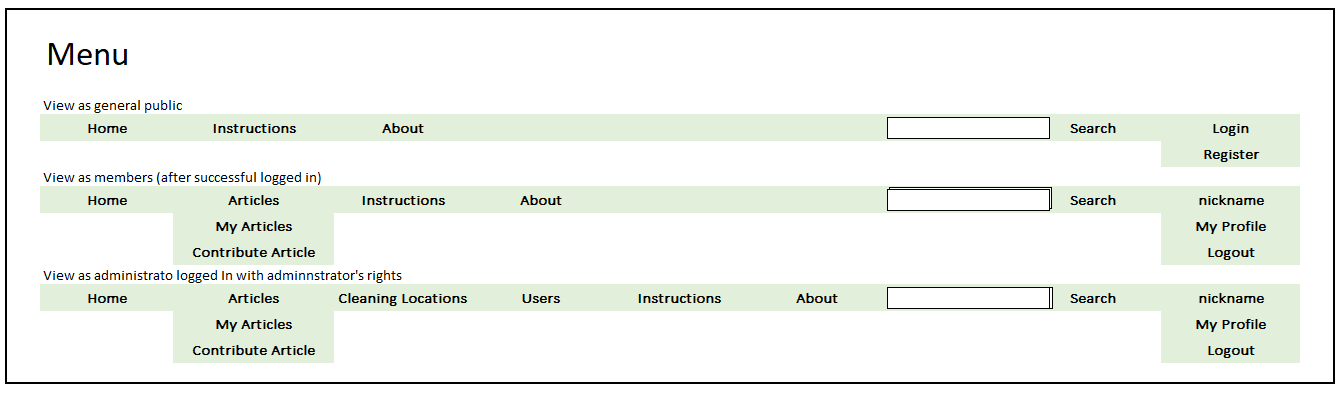 Menu
View as general public
Home Instructions About Search Login
Register
View as members (after successful logged in)
Home Articles Instructions About Search nickname
My Articles My Profile
Contribute Article Logout
View as administrato logged In with adminnstrator's rights
Home Articles Cleaning Locations Users Instructions About Search nickname
My Articles My Profile
Contribute Article Logout